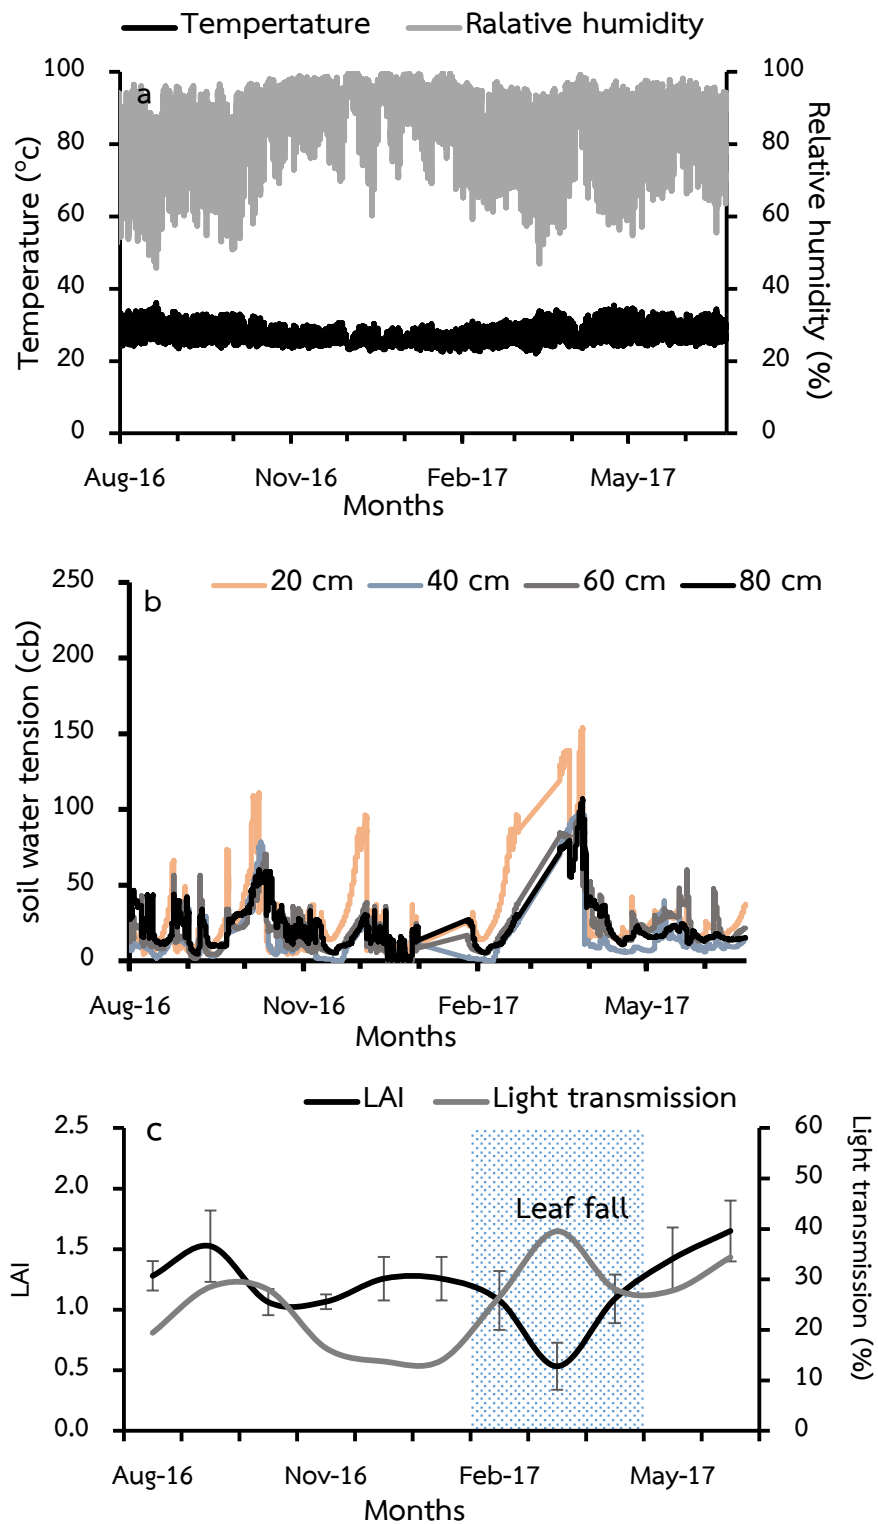 Tempertature Ralative humidity
a
100
80
60
40
20
0
Temperature (°c)
100
80
60
40
20
0
Relative humidity (%)
Aug-16 Nov-16 Feb-17 May-17
Months
20 cm 40 cm 60 cm 80 cm
b
250
200
150
100
50
0
soil water tension (cb)
Aug-16 Nov-16 Feb-17 May-17
Months
LAI Light transmission
c
2.5
2.0
1.5
1.0
0.5
0.0
LAI
Leaf fall
60
50
40
30
20
10
0
Light transmission (%)
Aug-16 Nov-16 Feb-17 May-17
Months